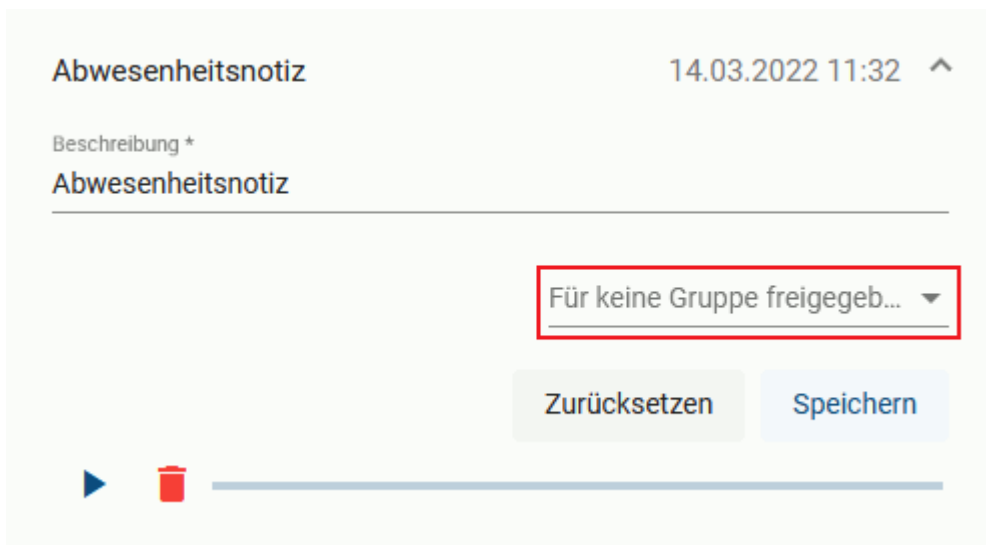 Abwesenheitsnotiz 14.03.2022 11:32
Beschreibung *
Abwesenheitsnotiz
Für keine Gruppe freigegeb...
Zurücksetzen Speichern